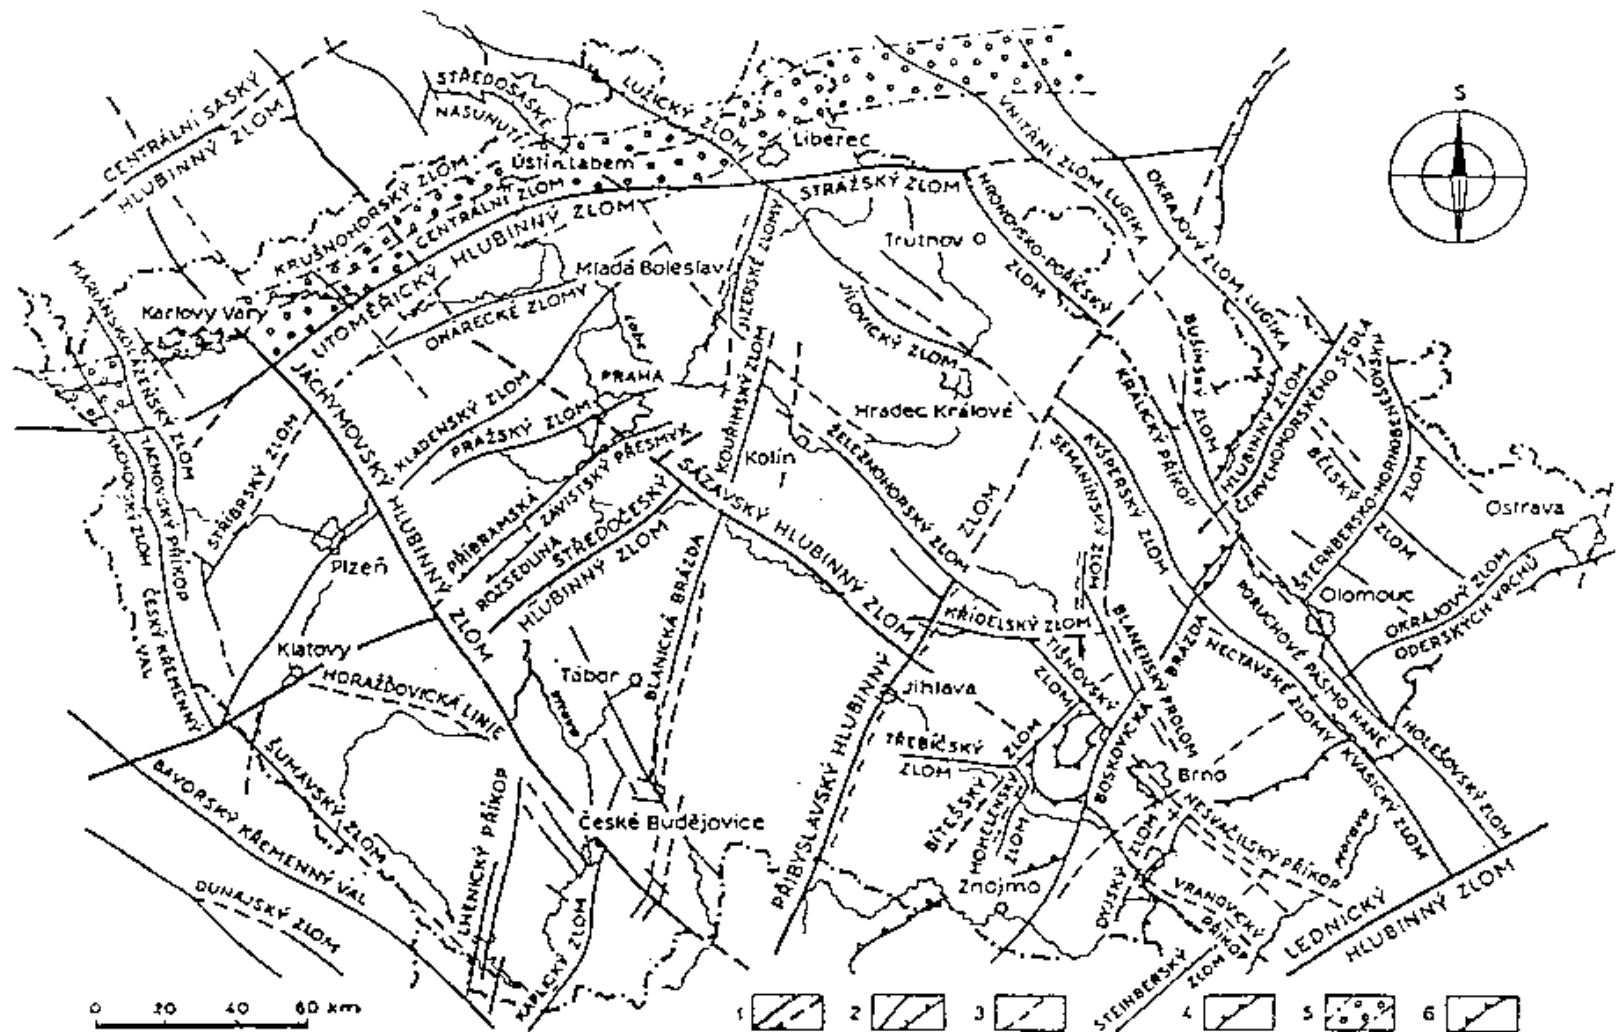 CENTRÁLNÍ SASKÝ
HLUBINNÝ ZLOM
STŘEDOSASKÉ
NASUNUTÍ
LUŽICKÝ ZLOM
Liberec
S
VNITŘNÍ ZLOM LUGIKA
OKRAJOVÝ ZLOM LUGIKA
Ústí n. Labem
KRUŠNOHORSKÝ ZLOM
CENTRÁLNÍ ZLOM
LITOMĚŘICKÝ HLUBINNÝ ZLOM
STRÁŽSKÝ ZLOM
HRONOVSKO-POŘÍČSKÝ
ZLOM
Trutnov
MARIÁNSKOLÁZEŇSKÝ ZLOM
Karlovy Vary
Mladá Boleslav
JIZERSKÉ ZLOMY
OHARECKÉ ZLOMY
Labe
JÍLOVICKÝ ZLOM
BUŠÍNSKÝ
ZLOM
JÁCHYMOVSKÝ HLUBINNÝ ZLOM
KLADENSKÝ ZLOM
PRAHA
PRAŽSKÝ ZLOM
KOUŘIMSKÝ ZLOM
Hradec Králové
KRÁLICKÝ PŘÍKOP
HLUBINNÝ ZLOM
ČERVENOHORSKÉHO SEDLA
ŠTERNBERSKO-HORNOBENEŠOVSKÝ
ZLOM
BĚLSKÝ
ZLOM
Ostrava
TACHOVSKÝ ZLOM
TACHOVSKÝ PŘÍKOP
STŘÍBRSKÝ ZLOM
ZÁVISTSKÝ PŘESMYK
Kolín
ŽELEZNOHORSKÝ ZLOM
SEMANÍNSKÝ
ZLOM
KYŠPERSKÝ ZLOM
PŘÍBRAMSKÁ
ROZSEDLINA
STŘEDOČESKÝ
HLUBINNÝ ZLOM
SÁZAVSKÝ HLUBINNÝ ZLOM
Plzeň
ČESKÝ KŘEMENNÝ
VAL
Klatovy
HORAŽĎOVICKÁ LINIE
Tábor
BLANICKÁ BRÁZDA
PŘIBYSLAVSKÝ HLUBINNÝ
ZLOM
KŘIDELSKÝ ZLOM
TIŠNOVSKÝ
ZLOM
BLANENSKÝ PROLOM
BOSKOVICKÁ
BRÁZDA
NECTAVSKÉ ZLOMY
PORUCHOVÉ PÁSMO HANÉ
Olomouc
OKRAJOVÝ ZLOM
ODERSKÝCH VRCHŮ
Jihlava
TŘEBÍČSKÝ
ZLOM
BÍTEŠSKÝ
ZLOM
NÁMĚŠŤ
Brno
KVASICKÝ ZLOM
HOLEŠOVSKÝ ZLOM
ŠUMAVSKÝ ZLOM
BAVORSKÝ KŘEMENNÝ VAL
DUNAJSKÝ ZLOM
LHENICKÝ PŘÍKOP
České Budějovice
KAPLICKÝ ZLOM
ZLOM
Znojmo
DYJSKÝ
ZLOM
NESVAČILSKÝ PŘÍKOP
Morava
VRANOVICKÝ
PŘÍKOP
LEDNICKÝ
HLUBINNÝ ZLOM
STEINBERSKÝ
ZLOM
0 20 40 60 km
1 2 3 4 5 6